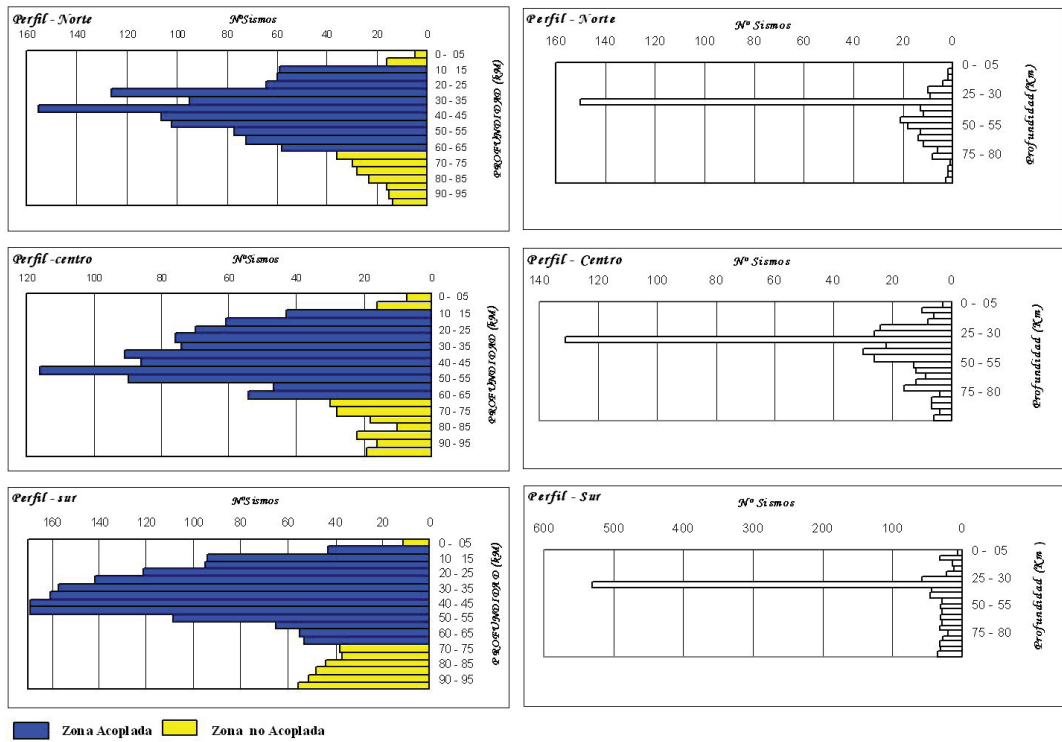 Perfil - Norte
NºSismos
160 140 120 100 80 60 40 20 0
0 - 05
10 15
20 - 25
30 - 35
40 - 45
50 - 55
60 - 65
70 - 75
80 - 85
90 - 95
PROFUNDIDAD (kM)
Perfil - Norte
Nº Sismos
160 140 120 100 80 60 40 20 0
0 - 05
25 - 30
50 - 55
75 - 80
Profundidad(Km)
Perfil -centro
NºSismos
120 100 80 60 40 20 0
0 - 05
10 15
20 - 25
30 - 35
40 - 45
50 - 55
60 - 65
70 - 75
80 - 85
90 - 95
PROFUNDIDAD (kM)
Perfil - Centro
Nº Sismos
140 120 100 80 60 40 20 0
0 - 05
25 - 30
50 - 55
75 - 80
Profundidad (Km)
Perfil - sur
NºSismos
160 140 120 100 80 60 40 20 0
0 - 05
10 15
20 - 25
30 - 35
40 - 45
50 - 55
60 - 65
70 - 75
80 - 85
90 - 95
PROFUNDIDAD (kM)
Perfil - Sur
Nº Sismos
600 500 400 300 200 100 0
0 - 05
25 - 30
50 - 55
75 - 80
Profundidad (Km )
Zona Acoplada
Zona no Acoplada